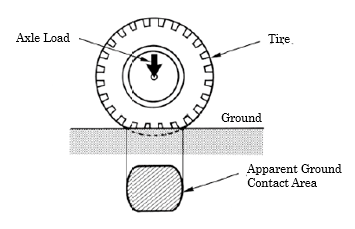 Axle Load
Tire
Ground
Apparent Ground
Contact Area